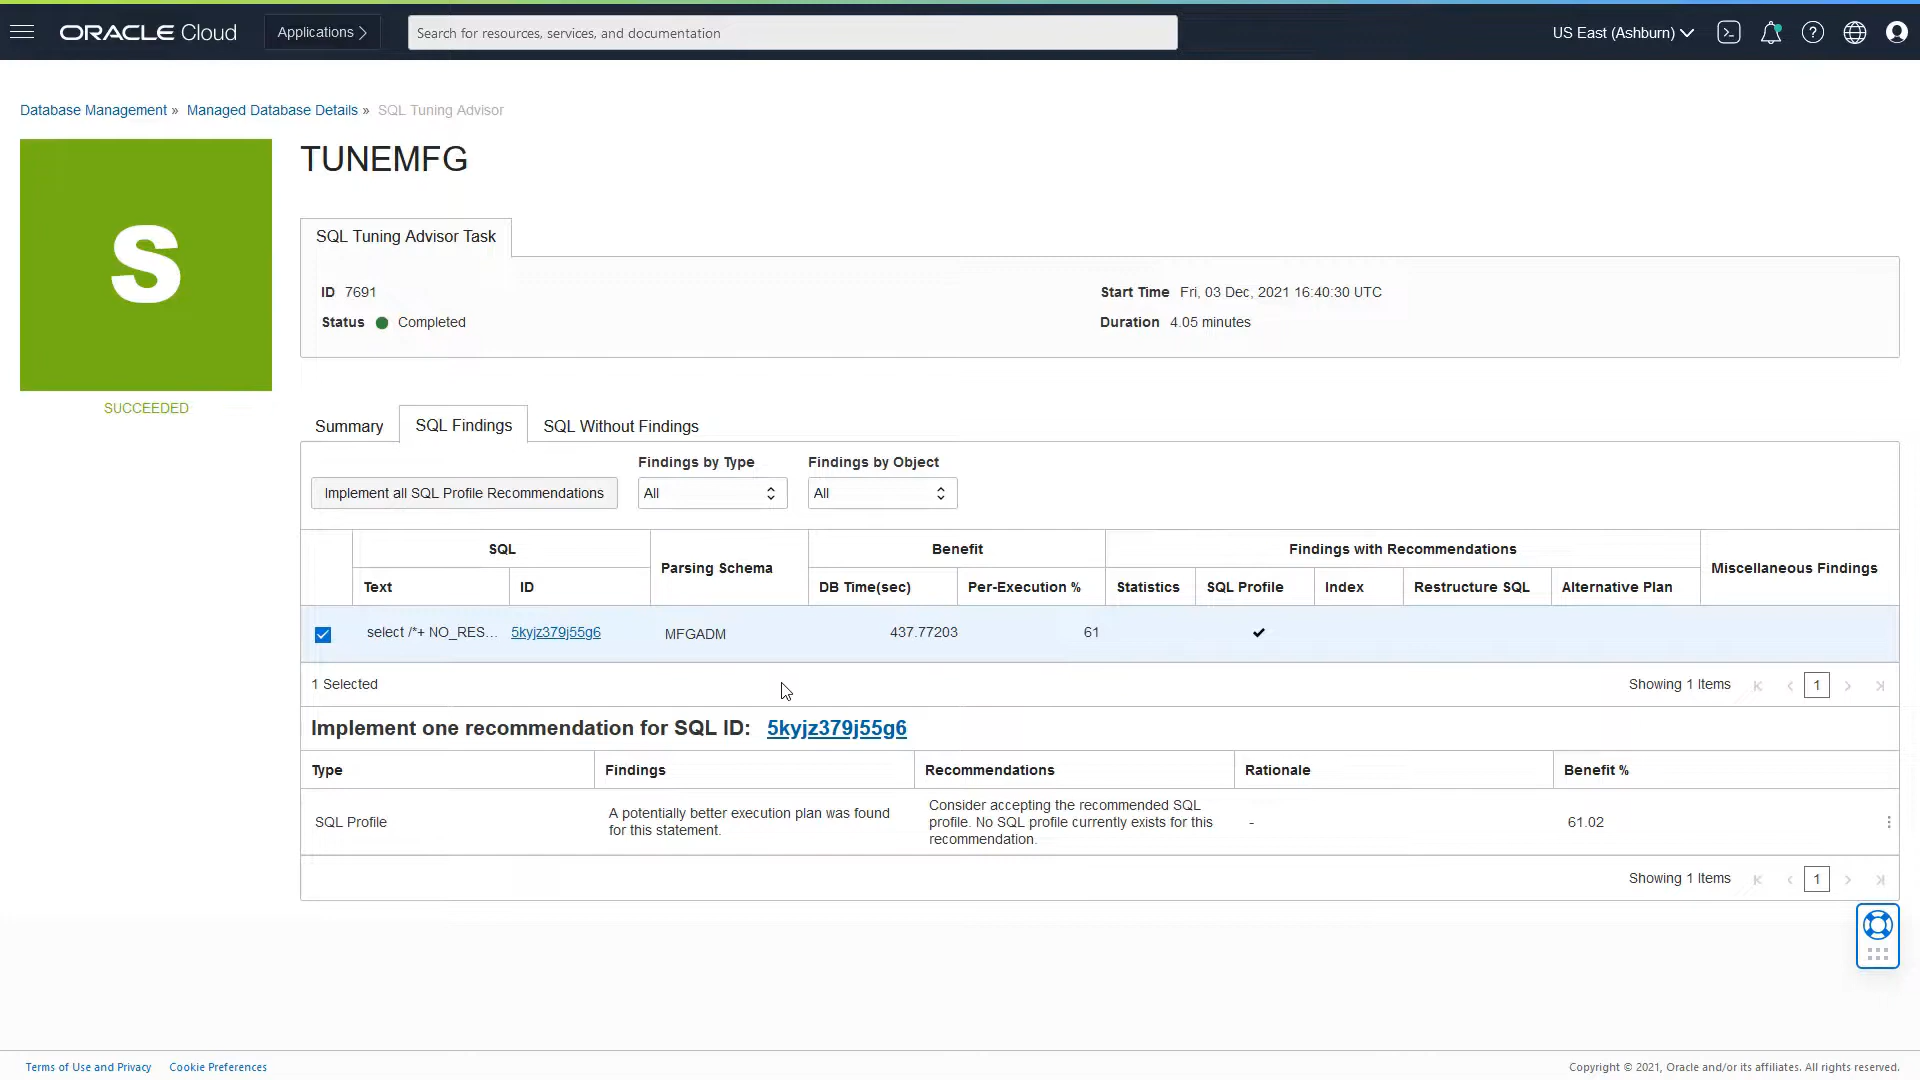 ORACLE Cloud
Applications
Search for resources, services, and documentation
US East (Ashburn)
Database Management » Managed Database Details » SQL Tuning Advisor
S
SUCCEEDED
TUNEMFG
SQL Tuning Advisor Task
ID 7691
Start Time Fri, 03 Dec, 2021 16:40:30 UTC
Status Completed
Duration 4.05 minutes
Summary SQL Findings SQL Without Findings
Findings by Type Findings by Object
Implement all SQL Profile Recommendations All All
SQL Parsing Schema Benefit Findings with Recommendations Miscellaneous Findings
Text ID DB Time(sec) Per-Execution % Statistics SQL Profile Index Restructure SQL Alternative Plan
select /*+ NO_RES... 5kyjz379j55g6 MFGADM 437.77203 61
1 Selected Showing 1 Items 1
Implement one recommendation for SQL ID: 5kyjz379j55g6
Type Findings Recommendations Rationale Benefit %
SQL Profile
A potentially better execution plan was found
for this statement.
Consider accepting the recommended SQL
profile. No SQL profile currently exists for this
recommendation.
-
61.02
Showing 1 Items 1
Terms of Use and Privacy Cookie Preferences
Copyright © 2021, Oracle and/or its affiliates. All rights reserved.